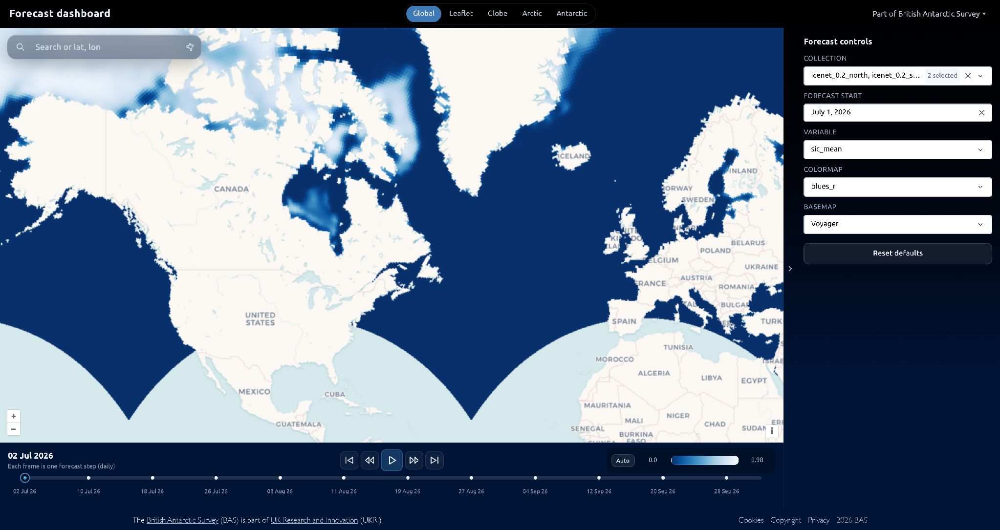 Forecast dashboard
Global
Leaflet
Globe
Arctic
Antarctic
Part of British Antarctic Survey
Search or lat, lon
Forecast controls
COLLECTION
icenet_0.2_north, icenet_0.2_s...
2 selected
FORECAST START
July 1, 2026
VARIABLE
sic_mean
COLORMAP
blues_r
BASEMAP
Voyager
Reset defaults
ICELAND
CANADA
INLAND
ORWAY
SWEDEN
BELARUS
POLAND
ELGIUM
UKRAINE
AUSTRIA
RANCE
ROMANIA
BULGAR
UNITED
STATES
SPAIN
TURK
TUNISIA
MOROCCO
ISRAE
ALGERIA
LIBYA
EGYPT
MEXICO
CUBA
MAURITANIA
NIGER
MALI
CHAD
GUATEMALA
SENEGAL
SUDAN
BURKINA
FASO
+
−
i
02 Jul 2026
Each frame is one forecast step (daily)
Auto
0.0
0.98
02 Jul 26
10 Jul 26
18 Jul 26
26 Jul 26
03 Aug 26
11 Aug 26
19 Aug 26
27 Aug 26
04 Sep 26
12 Sep 26
20 Sep 26
28 Sep 26
The British Antarctic Survey (BAS) is part of UK Research and Innovation (UKRI)
Cookies
Copyright
Privacy
2026 BAS